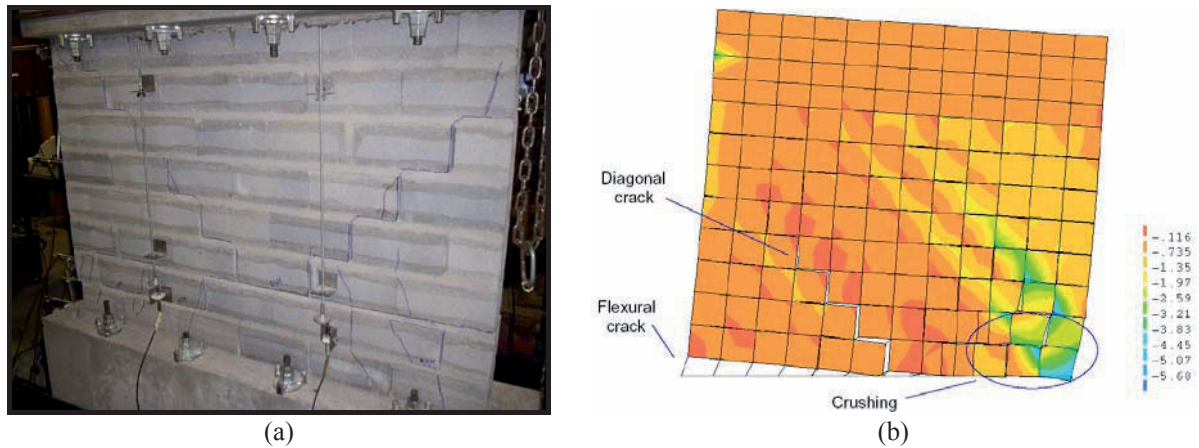 Diagonal
crack
Flexural
crack
Crushing
-.116
-.735
-1.35
-1.97
-2.59
-3.21
-3.83
-4.45
-5.07
-5.68
(a)
(b)